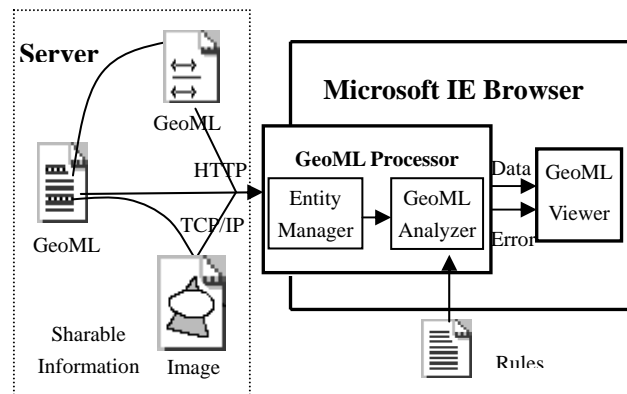 Server
GeoML
GeoML
HTTP
TCP/IP
Sharable
Information
Image
Microsoft IE Browser
GeoML Processor
Entity
Manager
GeoML
Analyzer
Data
Error
GeoML
Viewer
Rules